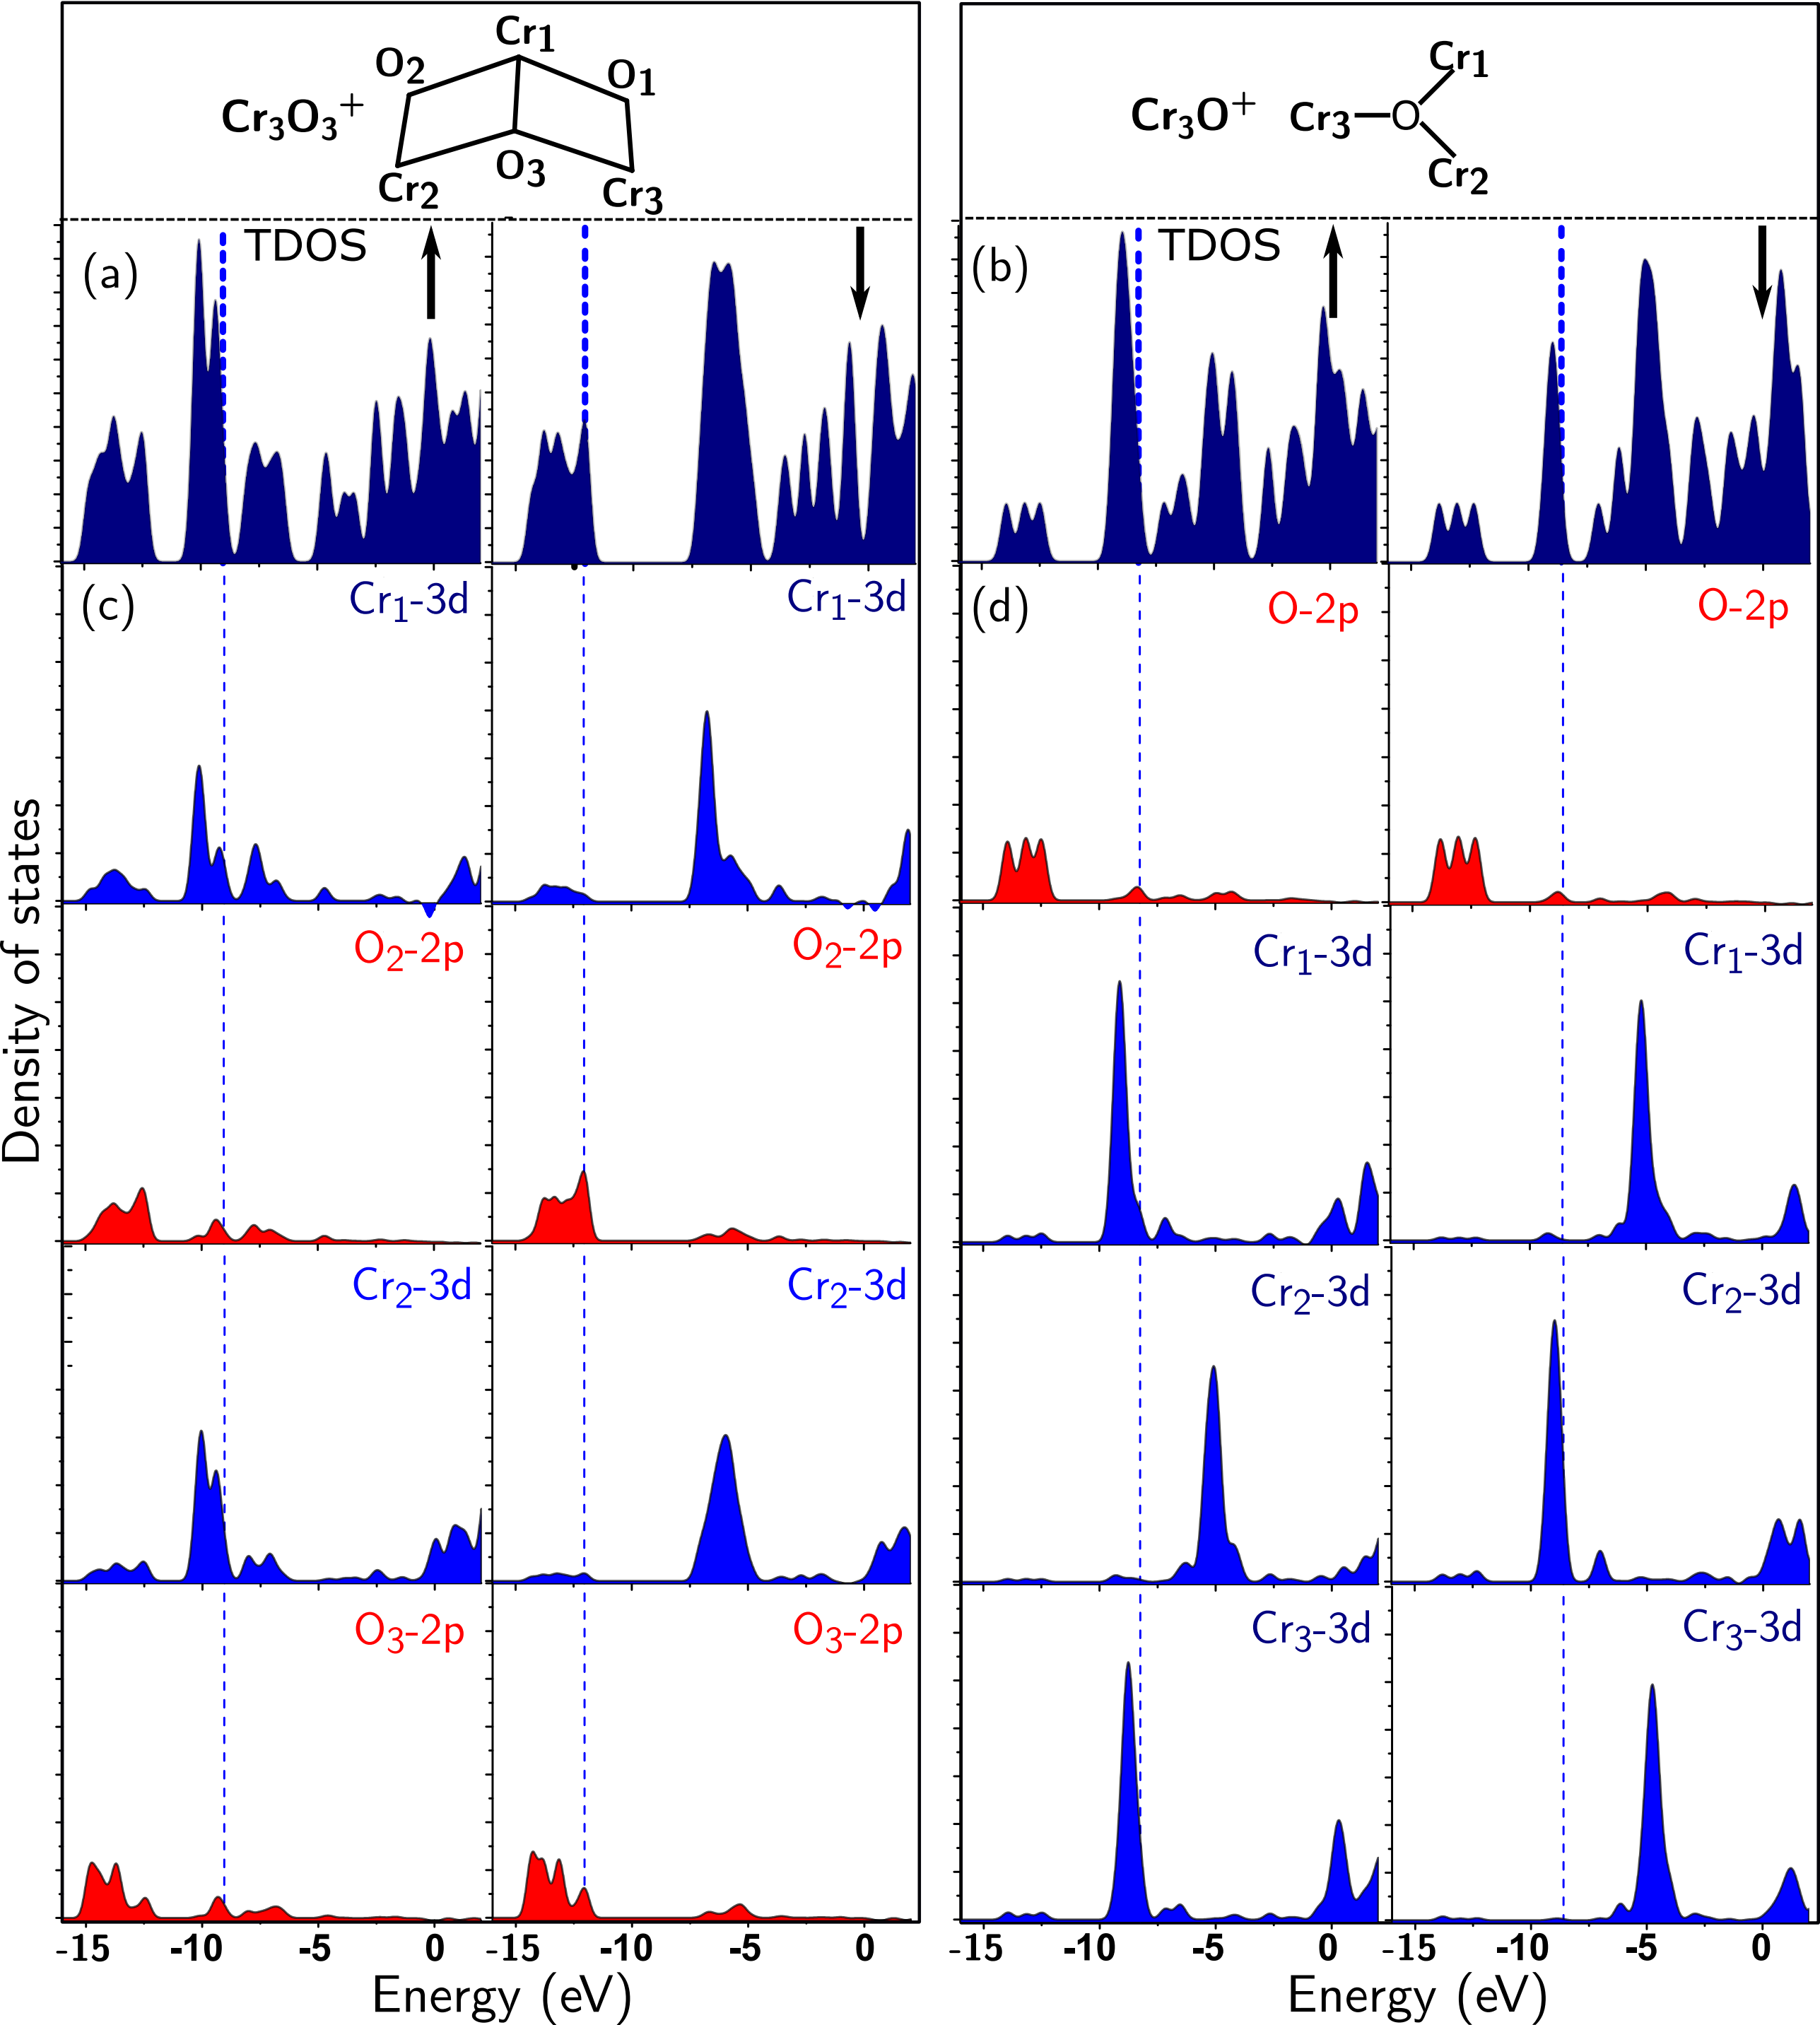 Cr₃O₃⁺
Cr₁
O₂
O₁
Cr₂
O₃
Cr₃
Cr₃O⁺
Cr1
Cr3
O
Cr2
(a)
TDOS
(b)
TDOS
(c)
Cr₁-3d
Cr₁-3d
(d)
O-2p
O-2p
O₂-2p
O₂-2p
Cr₁-3d
Cr₁-3d
Cr₂-3d
Cr₂-3d
Cr₂-3d
Cr₂-3d
O₃-2p
O₃-2p
Cr₃-3d
Cr₃-3d
Density of states
-15 -10 -5 0 -15 -10 -5 0
-15 -10 -5 0 -15 -10 -5 0
Energy (eV)
Energy (eV)